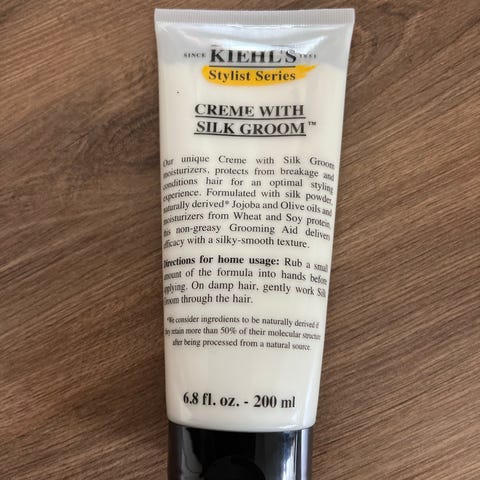 SINCE KIEHL'S 1851
Stylist Series
CREME WITH
SILK GROOM™
Our unique Creme with Silk Groom
moisturizers, protects from breakage and
conditions hair for an optimal styling
experience. Formulated with silk powder,
naturally derived* Jojoba and Olive oils and
moisturizers from Wheat and Soy protein,
this non-greasy Grooming Aid delivers
efficacy with a silky-smooth texture.
Directions for home usage: Rub a small
amount of the formula into hands before
applying. On damp hair, gently work Silk
Groom through the hair.
*We consider ingredients to be naturally derived if
they retain more than 50% of their molecular structure
after being processed from a natural source.
6.8 fl. oz. - 200 ml